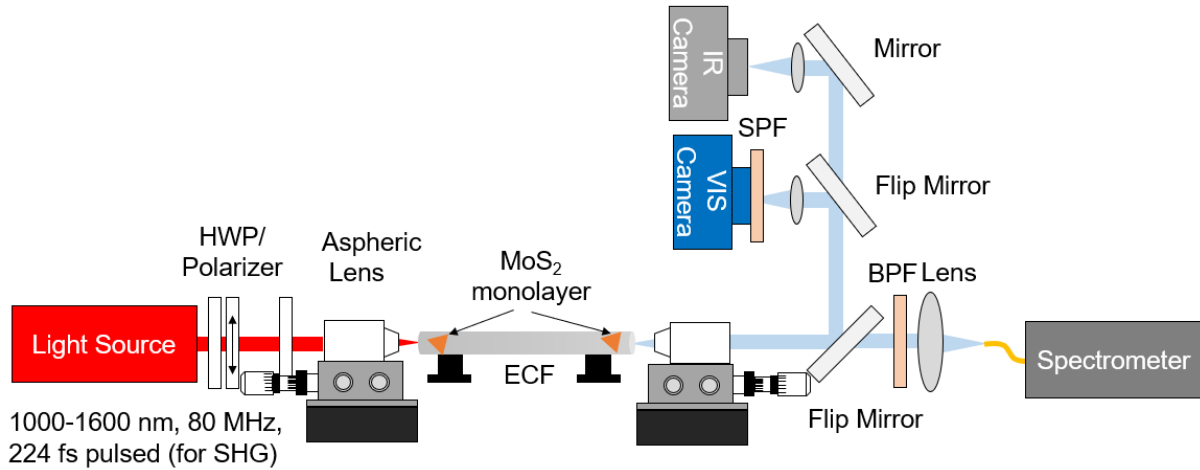 IR
Camera
Mirror
SPF
VIS
Camera
Flip Mirror
HWP/
Polarizer
Aspheric
Lens
MoS₂
monolayer
BPF
Lens
Light Source
ECF
Spectrometer
Flip Mirror
1000-1600 nm, 80 MHz,
224 fs pulsed (for SHG)